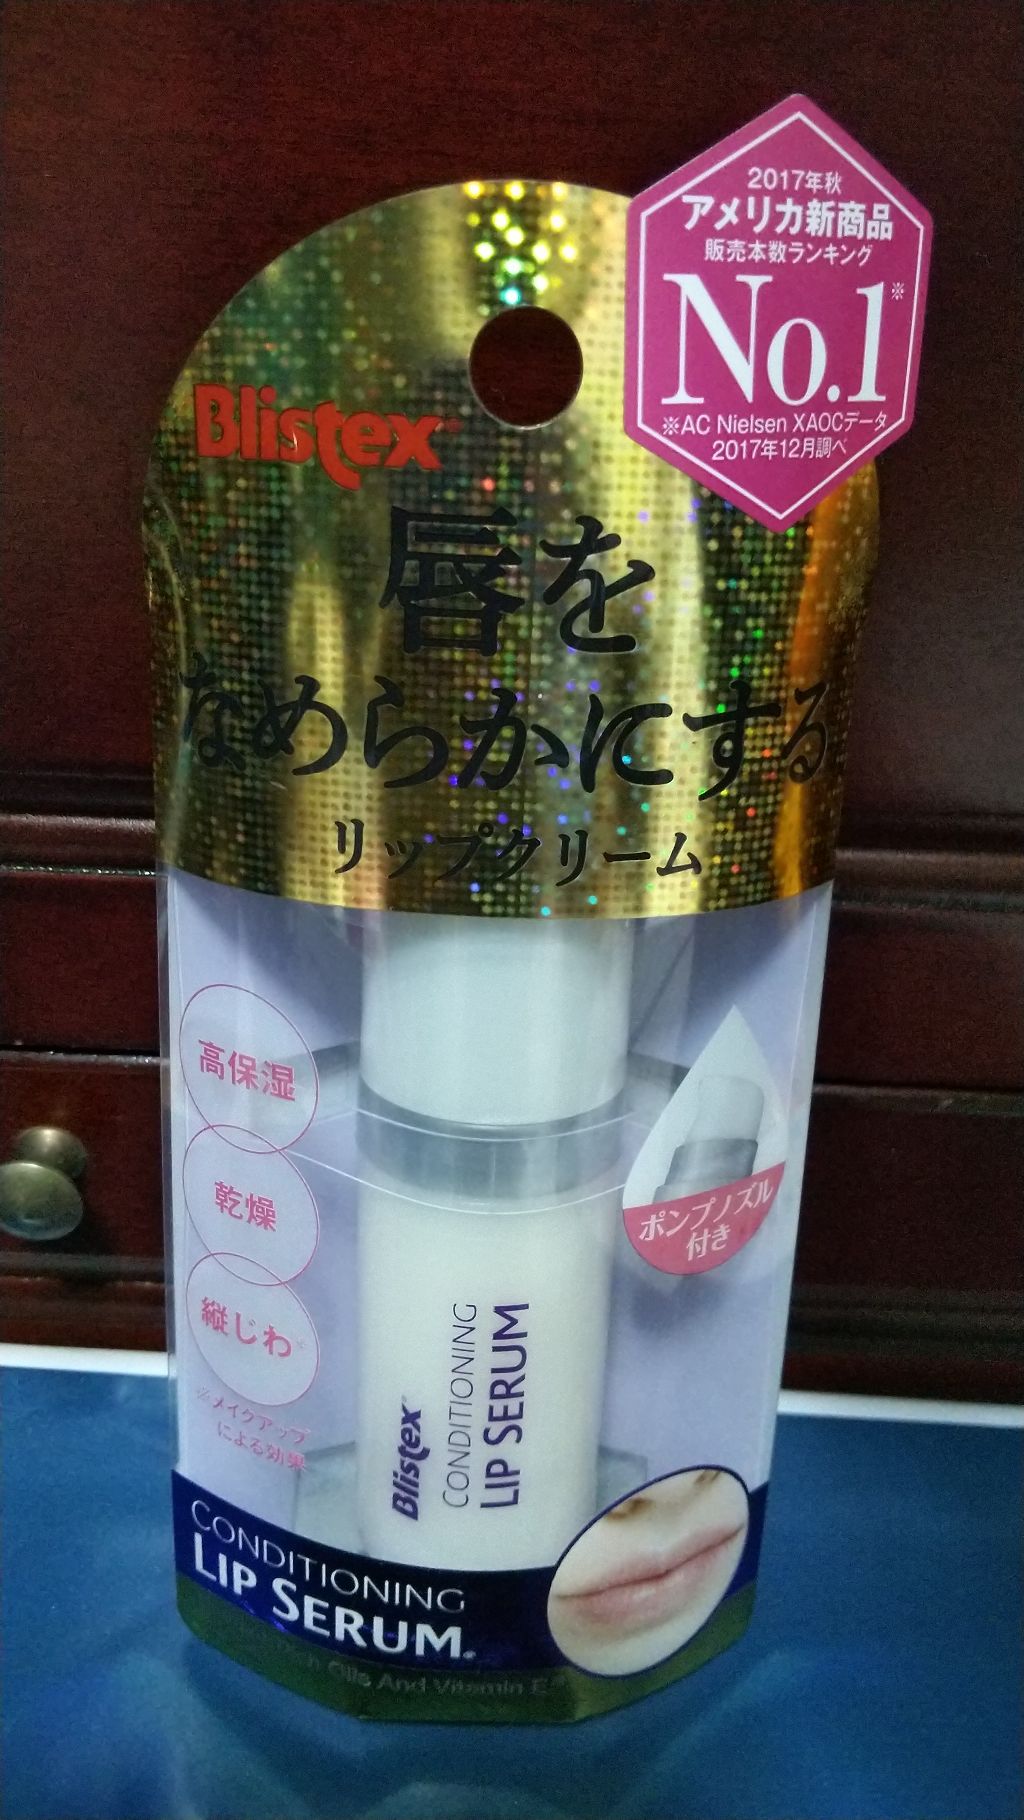 2017年秋
アメリカ新商品
販売本数ランキング
No.1※
※AC Nielsen XAOCデータ
2017年12月調べ
Blistex
唇を
なめらかにする
リップクリーム
高保湿
乾燥
縦じわ※
※メイクアップ
による効果
ポンプノズル
付き
Blistex
CONDITIONING
LIP SERUM
CONDITIONING
LIP SERUM
Oils And Vitamin E